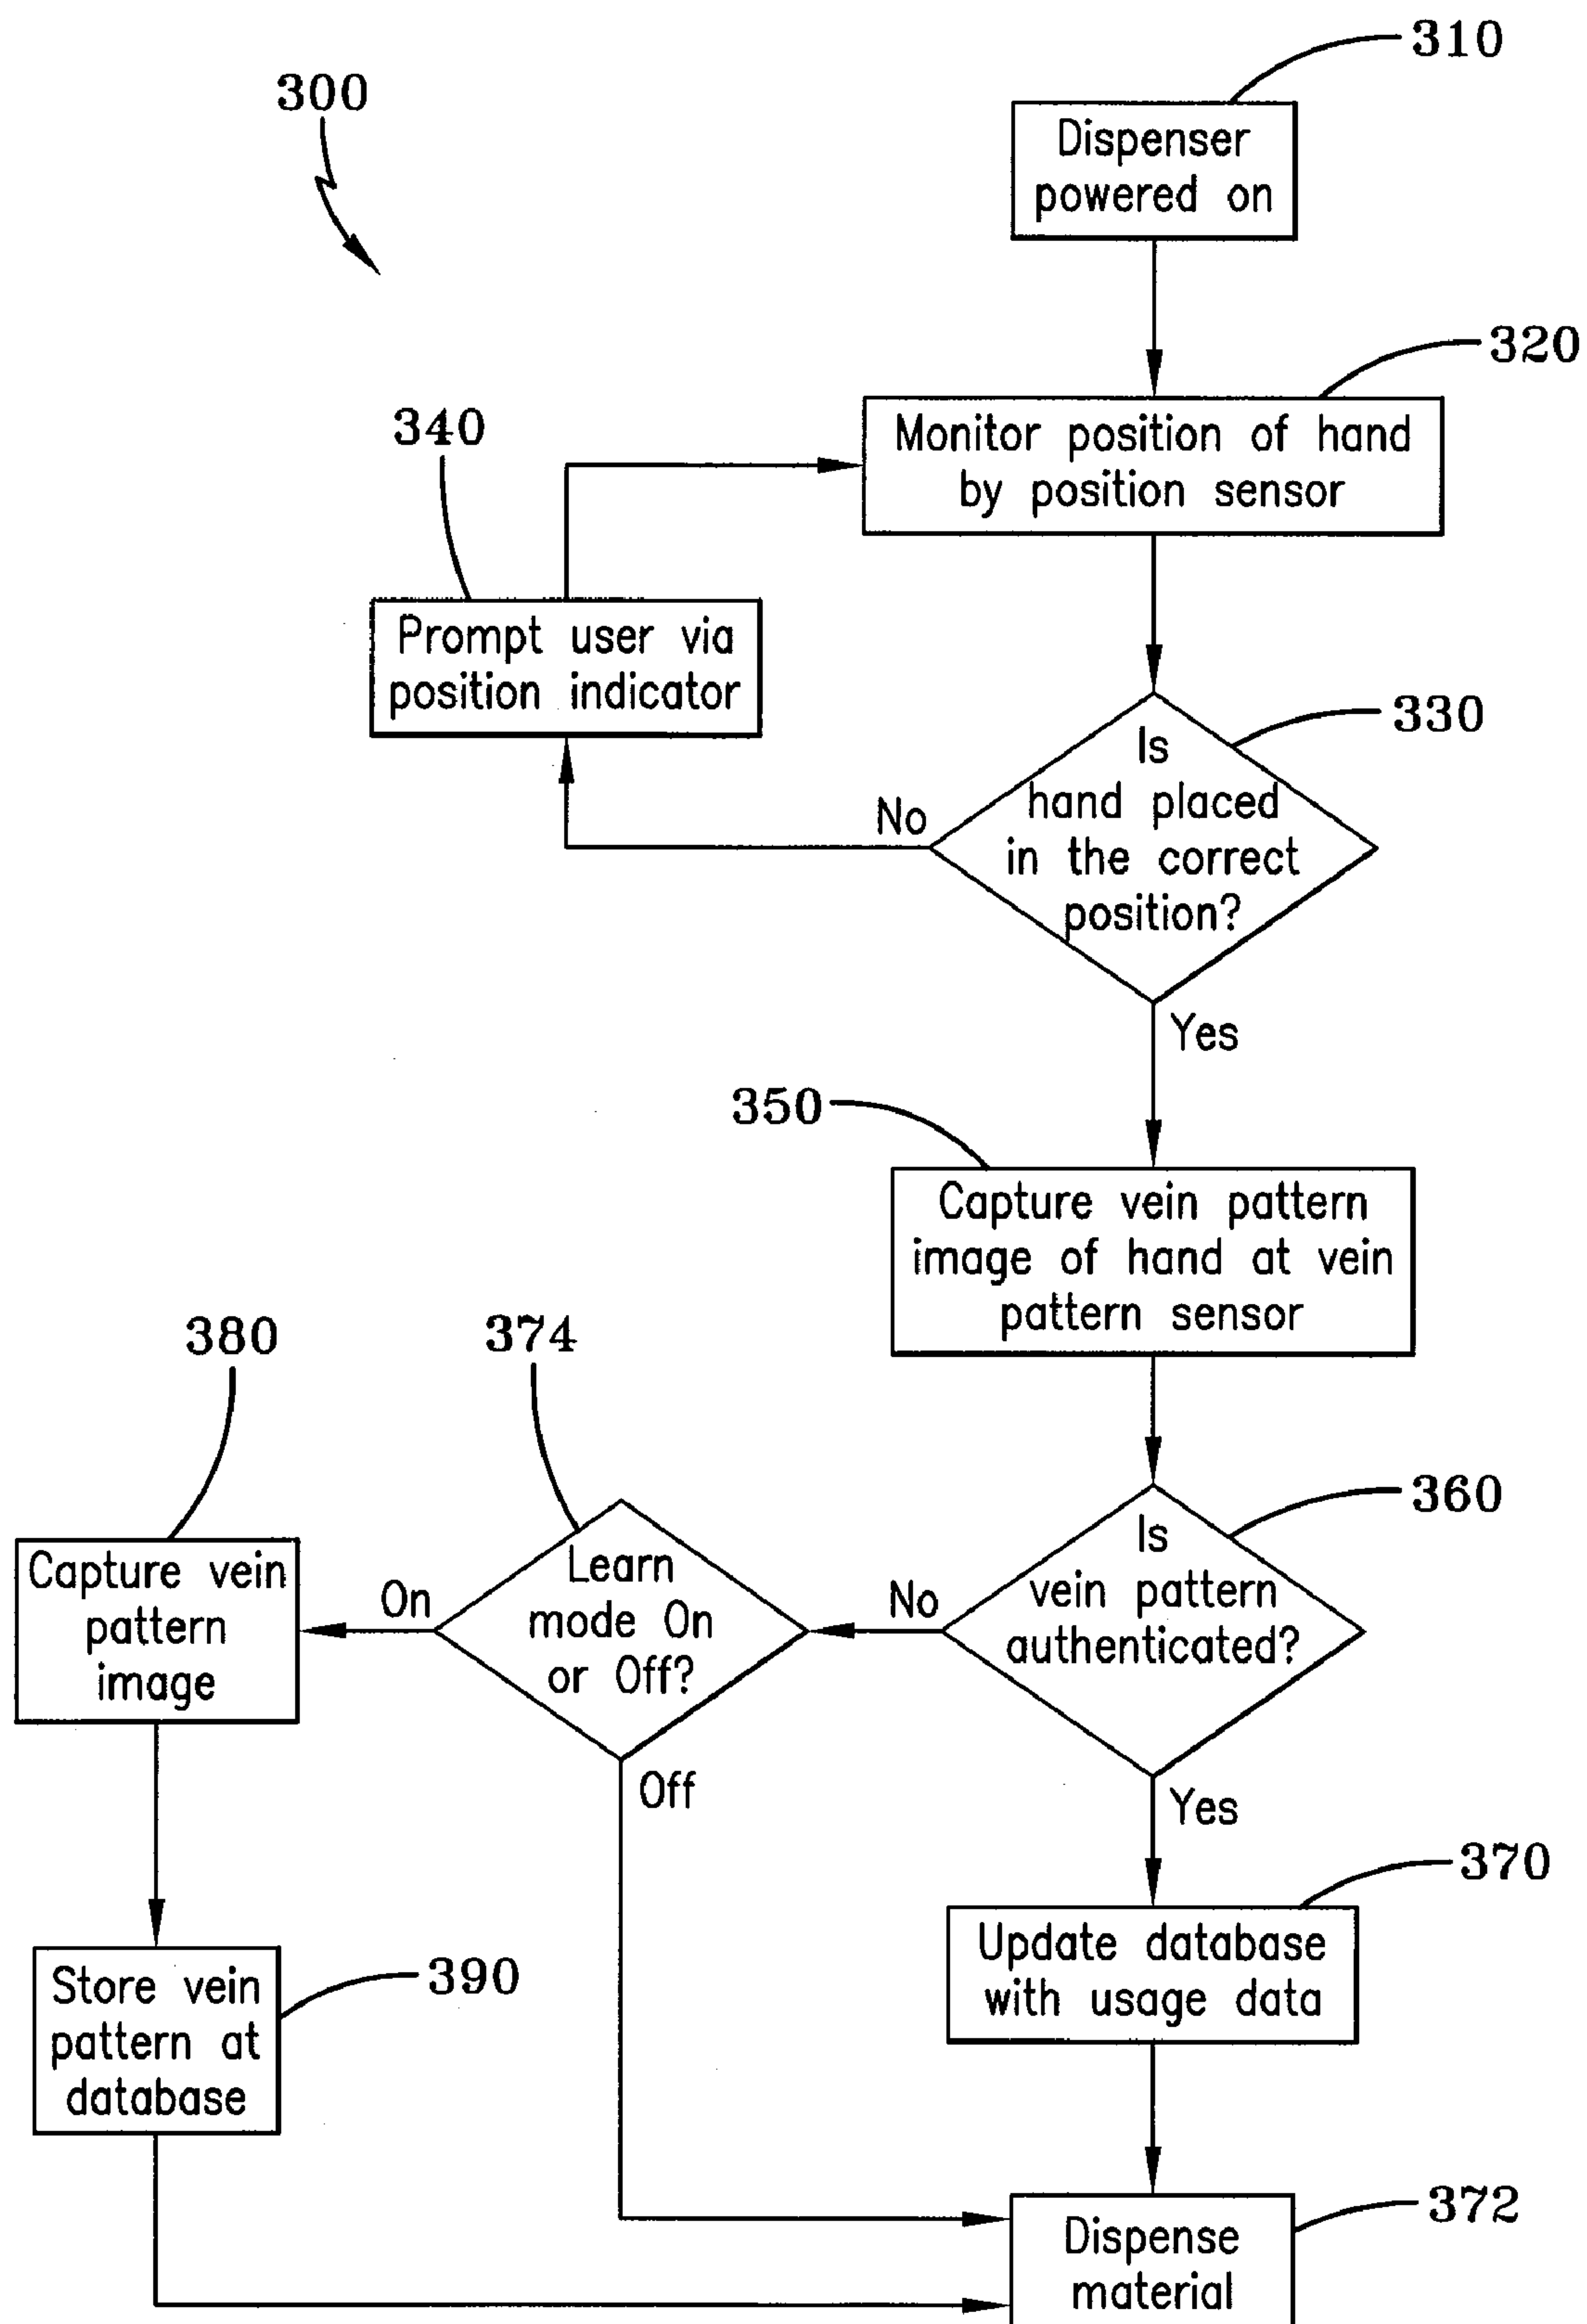 310
300
Dispenser
powered on
320
340
Monitor position of hand
by position sensor
Prompt user via
position indicator
330
Is
hand placed
in the correct
position?
No
Yes
350
Capture vein pattern
image of hand at vein
pattern sensor
380
374
360
Is
vein pattern
authenticated?
No
Learn
mode On
or Off?
On
Capture vein
pattern
image
Off
Yes
370
Update database
with usage data
390
Store vein
pattern at
database
372
Dispense
material